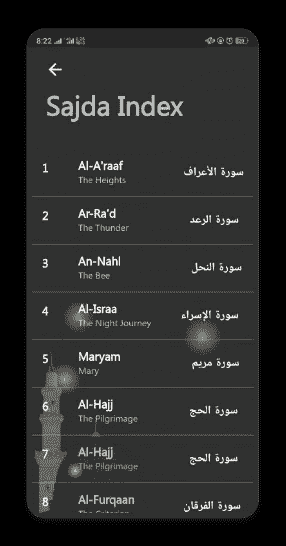 8:22
Sajda Index
1 Al-A'raaf سورة الأعراف
The Heights
2 Ar-Ra'd سورة الرعد
The Thunder
3 An-Nahl سورة النحل
The Bee
4 Al-Israa سورة الإسراء
The Night Journey
5 Maryam سورة مريم
Mary
6 Al-Hajj سورة الحج
The Pilgrimage
7 Al-Hajj سورة الحج
The Pilgrimage
8 Al-Furqaan سورة الفرقان
The Criterion